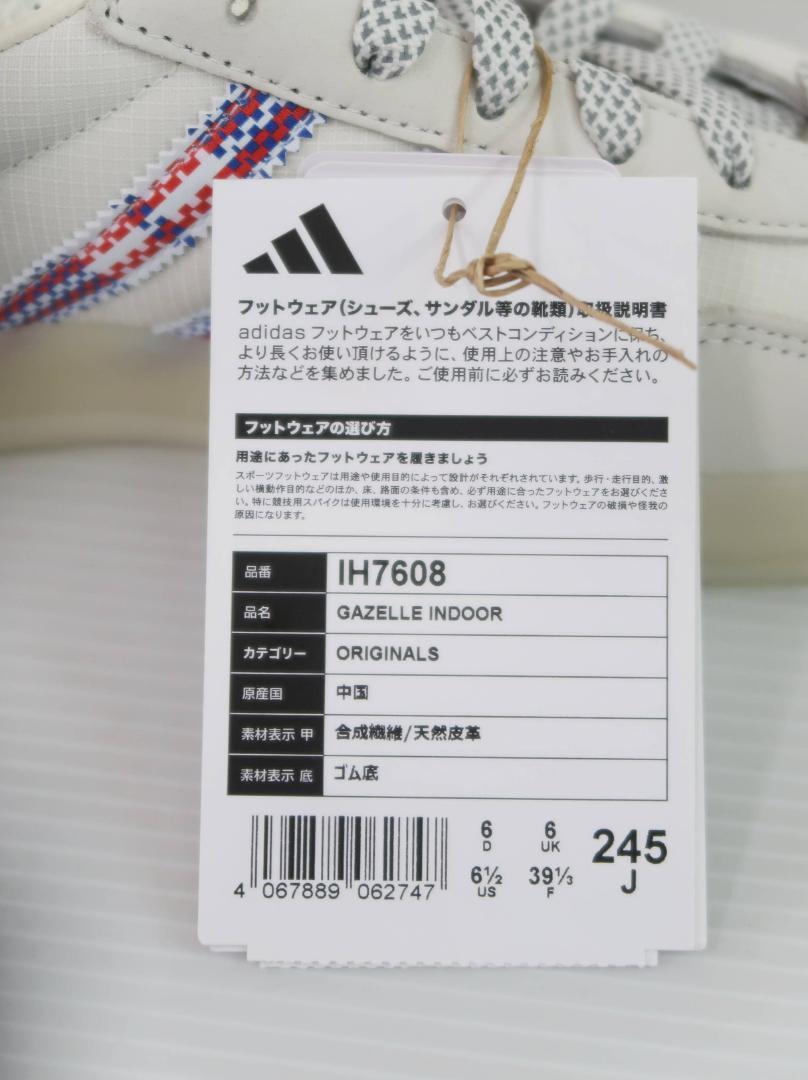 フットウェア(シューズ、サンダル等の靴類)取扱説明書
adidas フットウェアをいつもベストコンディションに保ち、
より長くお使い頂けるように、使用上の注意やお手入れの
方法などを集めました。ご使用前に必ずお読みください。
フットウェアの選び方
用途にあったフットウェアを履きましょう
スポーツフットウェアは用途や使用目的によって設計がそれぞれされています。歩行・走行目的、激
しい横動作目的などのほか、床、路面の条件も含め、必ず用途に合ったフットウェアをお選びくださ
い。特に競技用スパイクは使用環境を十分に考慮し、お選びください。フットウェアの破損や怪我の
原因になります。
品番 IH7608
品名 GAZELLE INDOOR
カテゴリー ORIGINALS
原産国 中国
素材表示 甲 合成繊維/天然皮革
素材表示 底 ゴム底
6 6 245
D UK J
6½ 39⅓
US F
4 067889 062747